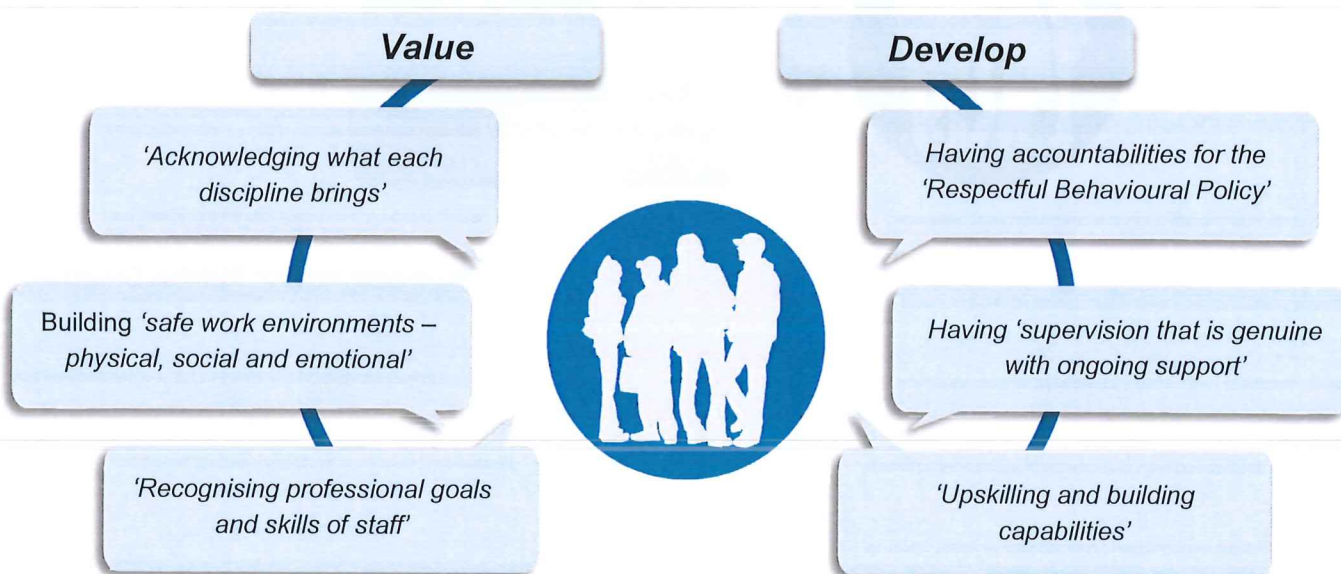 Value
'Acknowledging what each
discipline brings'
Building 'safe work environments –
physical, social and emotional'
'Recognising professional goals
and skills of staff'
Develop
Having accountabilities for the
'Respectful Behavioural Policy'
Having 'supervision that is genuine
with ongoing support'
'Upskilling and building
capabilities'